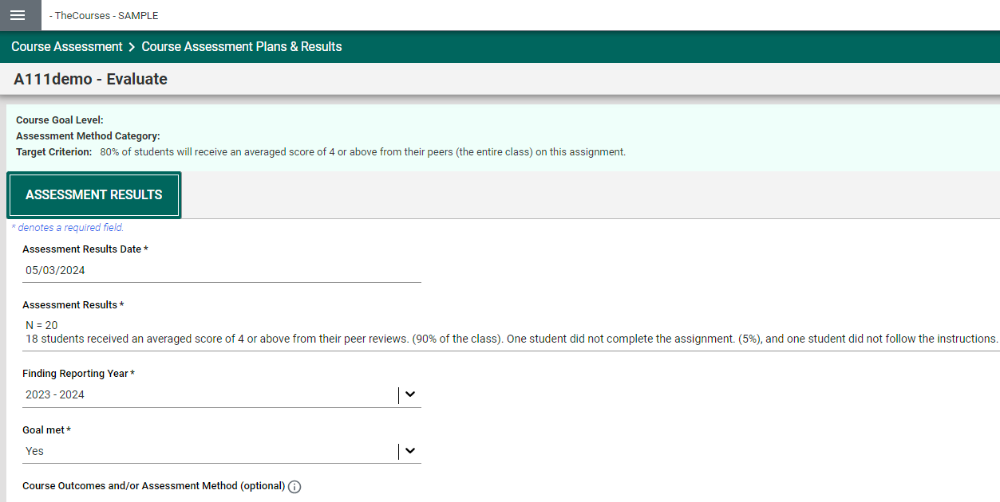 - TheCourses - SAMPLE
Course Assessment > Course Assessment Plans & Results
A111demo - Evaluate
Course Goal Level:
Assessment Method Category:
Target Criterion: 80% of students will receive an averaged score of 4 or above from their peers (the entire class) on this assignment.
ASSESSMENT RESULTS
* denotes a required field.
Assessment Results Date *
05/03/2024
Assessment Results *
N = 20
18 students received an averaged score of 4 or above from their peer reviews. (90% of the class). One student did not complete the assignment. (5%), and one student did not follow the instructions.
Finding Reporting Year *
2023 - 2024
Goal met *
Yes
Course Outcomes and/or Assessment Method (optional)